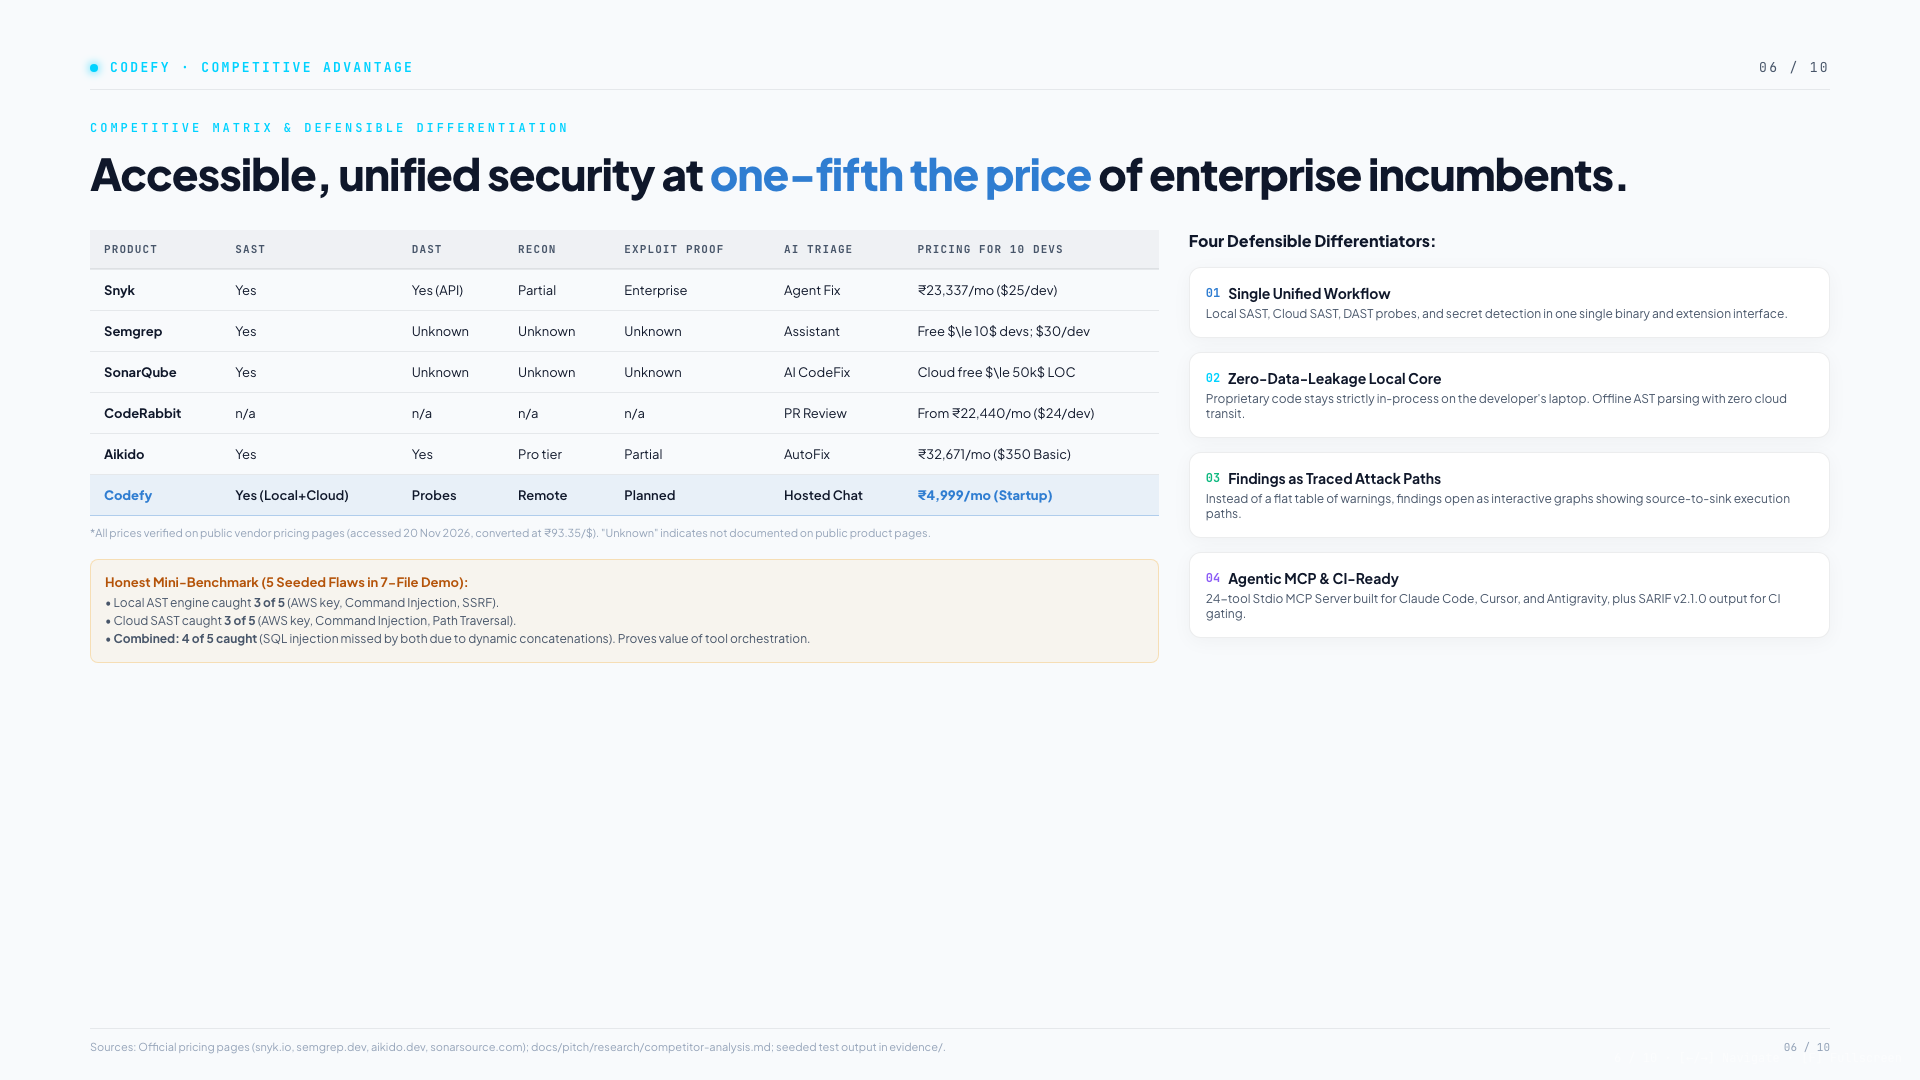 CODEFY · COMPETITIVE ADVANTAGE
06 / 10
COMPETITIVE MATRIX & DEFENSIBLE DIFFERENTIATION
Accessible, unified security at one-fifth the price of enterprise incumbents.
PRODUCT SAST DAST RECON EXPLOIT PROOF AI TRIAGE PRICING FOR 10 DEVS
Snyk Yes Yes (API) Partial Enterprise Agent Fix ₹23,337/mo ($25/dev)
Semgrep Yes Unknown Unknown Unknown Assistant Free $\le 10$ devs; $30/dev
SonarQube Yes Unknown Unknown Unknown AI CodeFix Cloud free $\le 50k$ LOC
CodeRabbit n/a n/a n/a n/a PR Review From ₹22,440/mo ($24/dev)
Aikido Yes Yes Pro tier Partial AutoFix ₹32,671/mo ($350 Basic)
Codefy Yes (Local+Cloud) Probes Remote Planned Hosted Chat ₹4,999/mo (Startup)
*All prices verified on public vendor pricing pages (accessed 20 Nov 2026, converted at ₹93.35/$). "Unknown" indicates not documented on public product pages.
Honest Mini-Benchmark (5 Seeded Flaws in 7-File Demo):
• Local AST engine caught 3 of 5 (AWS key, Command Injection, SSRF).
• Cloud SAST caught 3 of 5 (AWS key, Command Injection, Path Traversal).
• Combined: 4 of 5 caught (SQL injection missed by both due to dynamic concatenations). Proves value of tool orchestration.
Four Defensible Differentiators:
01 Single Unified Workflow
Local SAST, Cloud SAST, DAST probes, and secret detection in one single binary and extension interface.
02 Zero-Data-Leakage Local Core
Proprietary code stays strictly in-process on the developer's laptop. Offline AST parsing with zero cloud
transit.
03 Findings as Traced Attack Paths
Instead of a flat table of warnings, findings open as interactive graphs showing source-to-sink execution
paths.
04 Agentic MCP & CI-Ready
24-tool Stdio MCP Server built for Claude Code, Cursor, and Antigravity, plus SARIF v2.1.0 output for CI
gating.
Sources: Official pricing pages (snyk.io, semgrep.dev, aikido.dev, sonarsource.com); docs/pitch/research/competitor-analysis.md; seeded test output in evidence/.
06 / 10